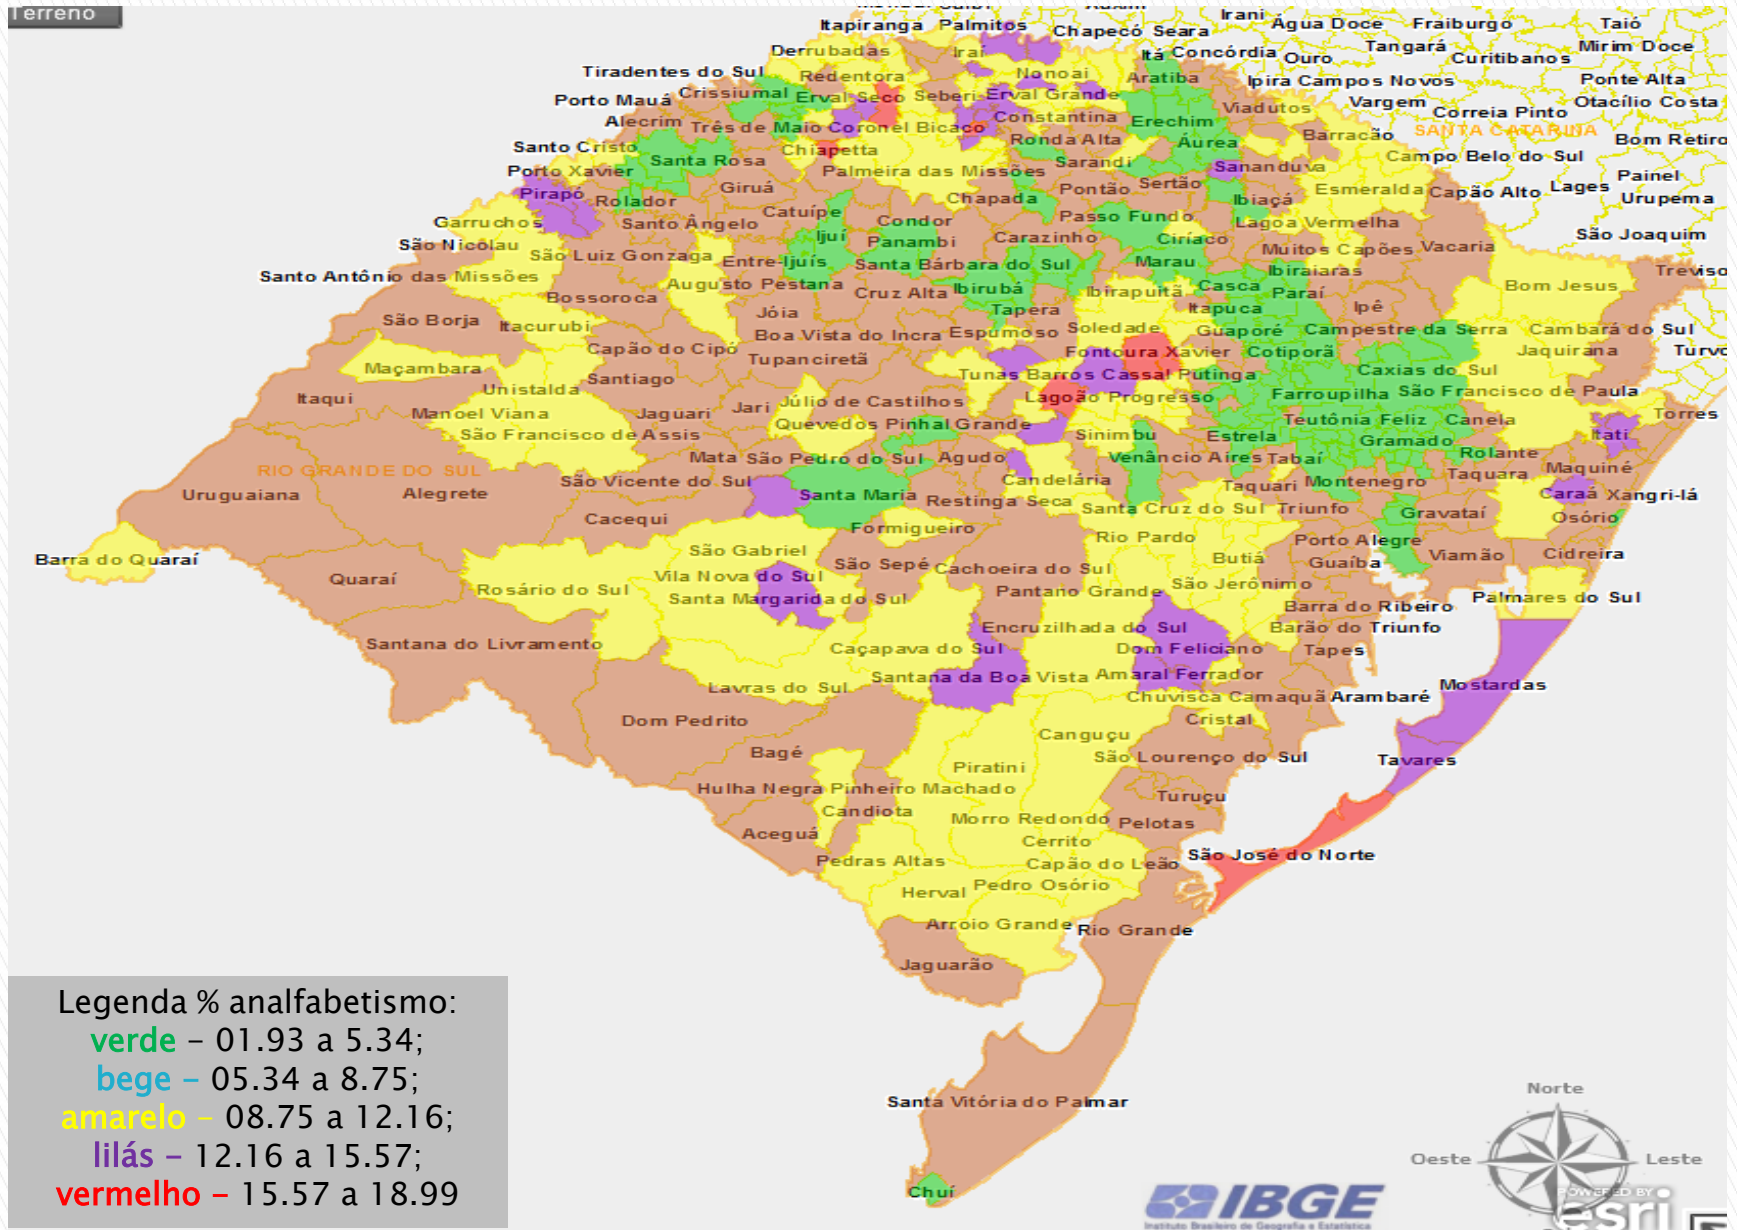 Terreno
Itapiranga Palmitos
Chapecó Seara
Irani
Água Doce
Fraiburgo
Taió
Derrubadas
Iraí
Itá
Concórdia
Ouro
Tangará
Curitibanos
Mirim Doce
Tiradentes do Sul
Redentora
Nonoai
Aratiba
Ipira
Campos Novos
Ponte Alta
Porto Mauá
Crissiumal
Erval Seco
Seberi
Erval Grande
Viadutos
Vargem
Correia Pinto
Otacílio Costa
Alecrim
Três de Maio
Coronel Bicaco
Constantina
Erechim
Barracão
SANTA CATARINA
Bom Retiro
Santo Cristo
Santa Rosa
Chiapetta
Ronda Alta
Áurea
Campo Belo do Sul
Porto Xavier
Palmeira das Missões
Sarandi
Sananduva
Painel
Pirapó
Rolador
Giruá
Chapada
Pontão
Sertão
Ibiaçá
Esmeralda
Capão Alto
Lages
Urupema
Garruchos
Santo Ângelo
Catuípe
Condor
Passo Fundo
Lagoa Vermelha
São Nicolau
Ijuí
Panambi
Carazinho
Ciríaco
Muitos Capões
Vacaria
São Joaquim
São Luiz Gonzaga
Entre-Ijuís
Santa Bárbara do Sul
Marau
Ibiraiaras
Treviso
Santo Antônio das Missões
Augusto Pestana
Cruz Alta
Ibirubá
Ibirapuitã
Casca
Paraí
Bom Jesus
Bossoroca
Jóia
Tapera
Itapuca
Ipê
São Borja
Itacurubi
Boa Vista do Incra
Espumoso
Soledade
Guaporé
Campestre da Serra
Cambará do Sul
Capão do Cipó
Tupanciretã
Fontoura Xavier
Cotiporã
Jaquirana
Turvo
Maçambara
Unistalda
Santiago
Tunas
Barros Cassal
Putinga
Caxias do Sul
Itaqui
Júlio de Castilhos
Lagoão
Progresso
Farroupilha
São Francisco de Paula
Manoel Viana
Jaguari
Jari
Quevedos
Pinhal Grande
Teutônia
Feliz
Canela
Torres
São Francisco de Assis
Sinimbu
Estrela
Gramado
Itati
RIO GRANDE DO SUL
Mata
São Pedro do Sul
Agudo
Venâncio Aires
Tabaí
Rolante
Maquiné
Uruguaiana
Alegrete
São Vicente do Sul
Santa Maria
Restinga Seca
Candelária
Taquari
Montenegro
Taquara
Caraá
Xangri-lá
Cacequi
Formigueiro
Santa Cruz do Sul
Triunfo
Gravataí
Osório
Barra do Quaraí
São Gabriel
Rio Pardo
Butiá
Porto Alegre
Viamão
Cidreira
Quaraí
Rosário do Sul
Vila Nova do Sul
São Sepé
Cachoeira do Sul
Guaíba
Santa Margarida do Sul
Pantano Grande
São Jerônimo
Barra do Ribeiro
Palmares do Sul
Santana do Livramento
Encruzilhada do Sul
Barão do Triunfo
Caçapava do Sul
Dom Feliciano
Tapes
Lavras do Sul
Santana da Boa Vista
Amaral Ferrador
Mostardas
Chuvisca
Camaquã
Arambaré
Dom Pedrito
Cristal
Bagé
Canguçu
São Lourenço do Sul
Tavares
Piratini
Hulha Negra
Pinheiro Machado
Turuçu
Candiota
Aceguá
Morro Redondo
Pelotas
Cerrito
Pedras Altas
Capão do Leão
São José do Norte
Herval
Pedro Osório
Arroio Grande
Rio Grande
Jaguarão
Santa Vitória do Palmar
Chuí
Legenda % analfabetismo:
verde – 01.93 a 5.34;
bege – 05.34 a 8.75;
amarelo – 08.75 a 12.16;
lilás – 12.16 a 15.57;
vermelho – 15.57 a 18.99
Norte
Oeste
Leste
IBGE
Instituto Brasileiro de Geografia e Estatística
POWERED BY
esri